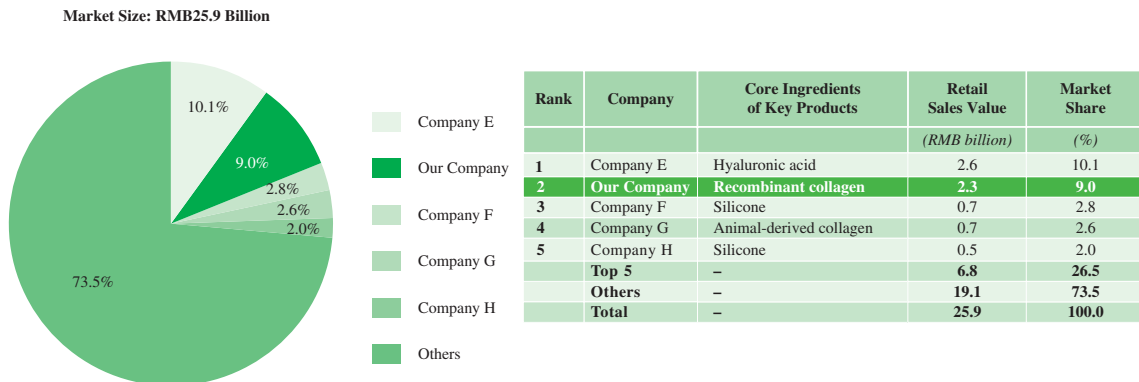 Market Size: RMB25.9 Billion
10.1%
9.0%
2.8%
2.6%
2.0%
73.5%
Company E
Our Company
Company F
Company G
Company H
Others
Rank Company Core Ingredients of Key Products Retail Sales Value Market Share
(RMB billion) (%)
1 Company E Hyaluronic acid 2.6 10.1
2 Our Company Recombinant collagen 2.3 9.0
3 Company F Silicone 0.7 2.8
4 Company G Animal-derived collagen 0.7 2.6
5 Company H Silicone 0.5 2.0
Top 5 – 6.8 26.5
Others – 19.1 73.5
Total – 25.9 100.0